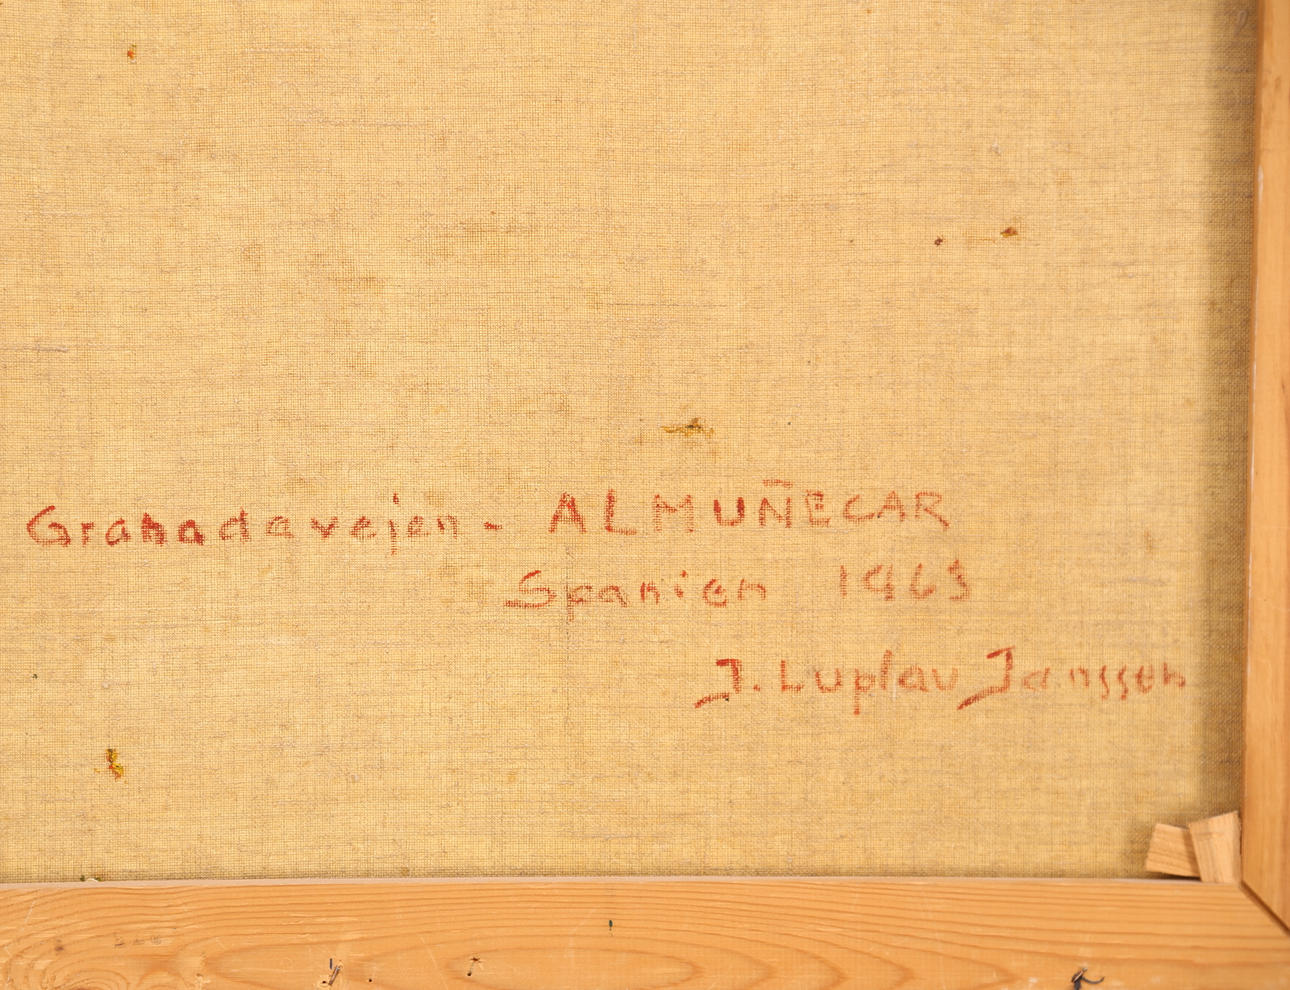 Granadavejen - ALMUÑECAR
Spanien 1963
J. Luplau Janssen